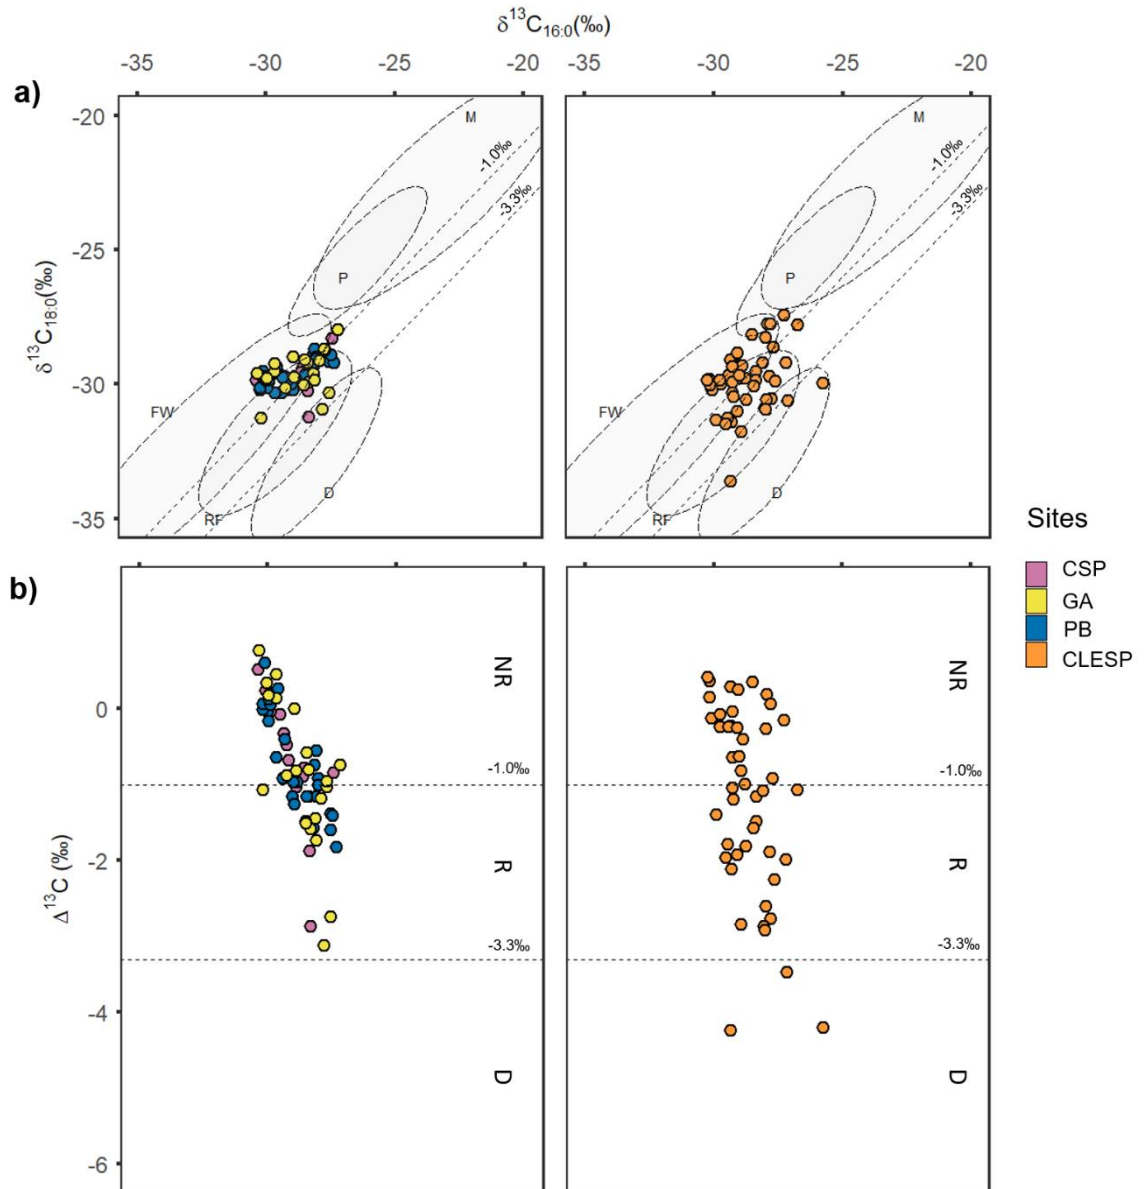 δ¹³C₁₆:₀(‰)
-35 -30 -25 -20 -35 -30 -25 -20
a)
-20
-25
-30
-35
δ¹³C₁₈:₀(‰)
M
-1.0‰
-3.3‰
P
FW
D
RF
M
-1.0‰
-3.3‰
P
FW
D
RF
Sites
CSP
GA
PB
CLESP
b)
0
-2
-4
-6
Δ¹³C (‰)
NR
-1.0‰
R
-3.3‰
D
NR
-1.0‰
R
-3.3‰
D